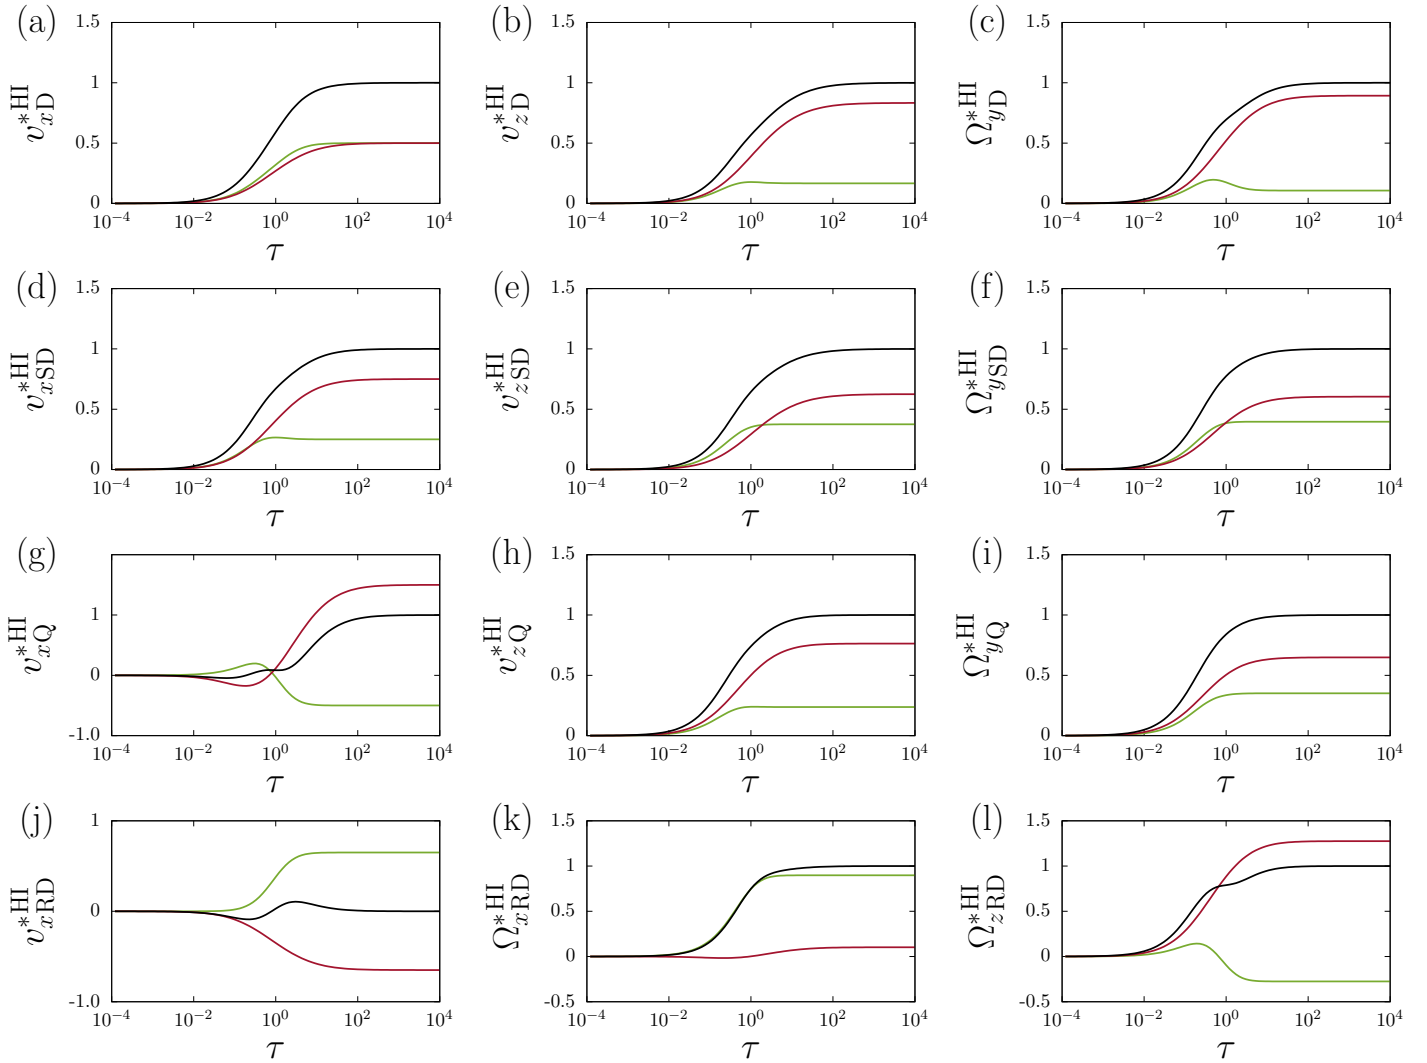 (a) 1.5 1 0.5 0 v*HI xD 10⁻⁴ 10⁻² 10⁰ 10² 10⁴ τ
(b) 1.5 1 0.5 0 v*HI zD 10⁻⁴ 10⁻² 10⁰ 10² 10⁴ τ
(c) 1.5 1 0.5 0 Ω*HI yD 10⁻⁴ 10⁻² 10⁰ 10² 10⁴ τ
(d) 1.5 1 0.5 0 v*HI xSD 10⁻⁴ 10⁻² 10⁰ 10² 10⁴ τ
(e) 1.5 1 0.5 0 v*HI zSD 10⁻⁴ 10⁻² 10⁰ 10² 10⁴ τ
(f) 1.5 1 0.5 0 Ω*HI ySD 10⁻⁴ 10⁻² 10⁰ 10² 10⁴ τ
(g) 1 0 -1.0 v*HI xQ 10⁻⁴ 10⁻² 10⁰ 10² 10⁴ τ
(h) 1.5 1 0.5 0 v*HI zQ 10⁻⁴ 10⁻² 10⁰ 10² 10⁴ τ
(i) 1.5 1 0.5 0 Ω*HI yQ 10⁻⁴ 10⁻² 10⁰ 10² 10⁴ τ
(j) 1 0 -1.0 v*HI xRD 10⁻⁴ 10⁻² 10⁰ 10² 10⁴ τ
(k) 1.5 1 0.5 0 -0.5 Ω*HI xRD 10⁻⁴ 10⁻² 10⁰ 10² 10⁴ τ
(l) 1.5 1 0.5 0 -0.5 Ω*HI zRD 10⁻⁴ 10⁻² 10⁰ 10² 10⁴ τ